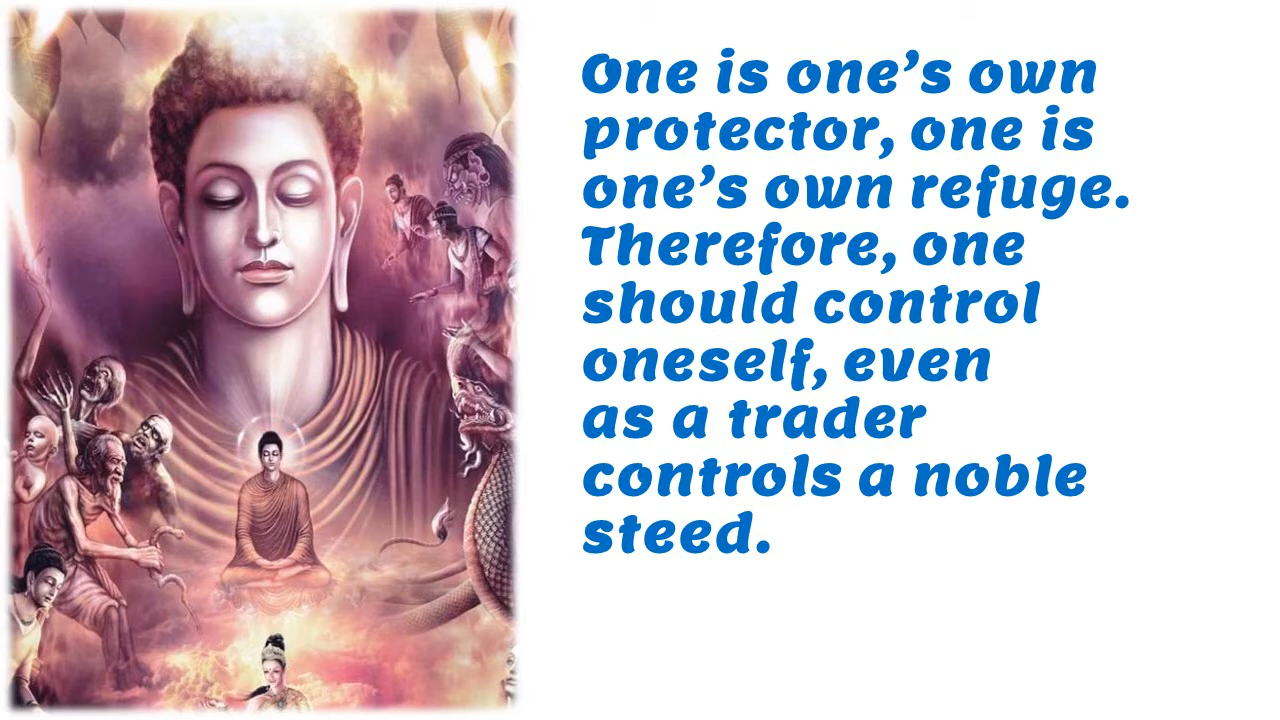 One is one’s own
protector, one is
one’s own refuge.
Therefore, one
should control
oneself, even
as a trader
controls a noble
steed.